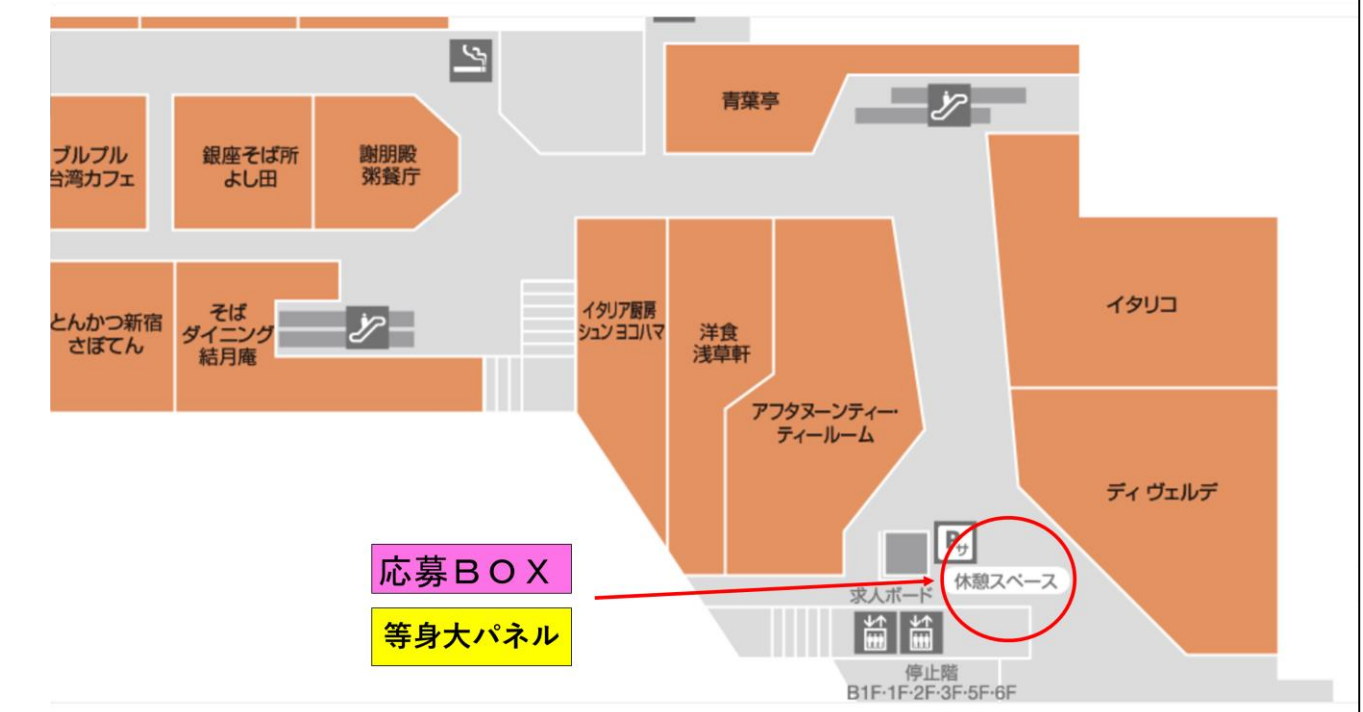 青葉亭
ブルブル
台湾カフェ
銀座そば所
よし田
謝朋殿
粥餐庁
とんかつ新宿
さぼてん
そば
ダイニング
結月庵
イタリア厨房
シュン ヨコハマ
洋食
浅草軒
アフタヌーンティー・
ティールーム
イタリコ
ディ ヴェルデ
応募BOX
等身大パネル
サ
休憩スペース
求人ボード
停止階
B1F・1F・2F・3F・5F・6F